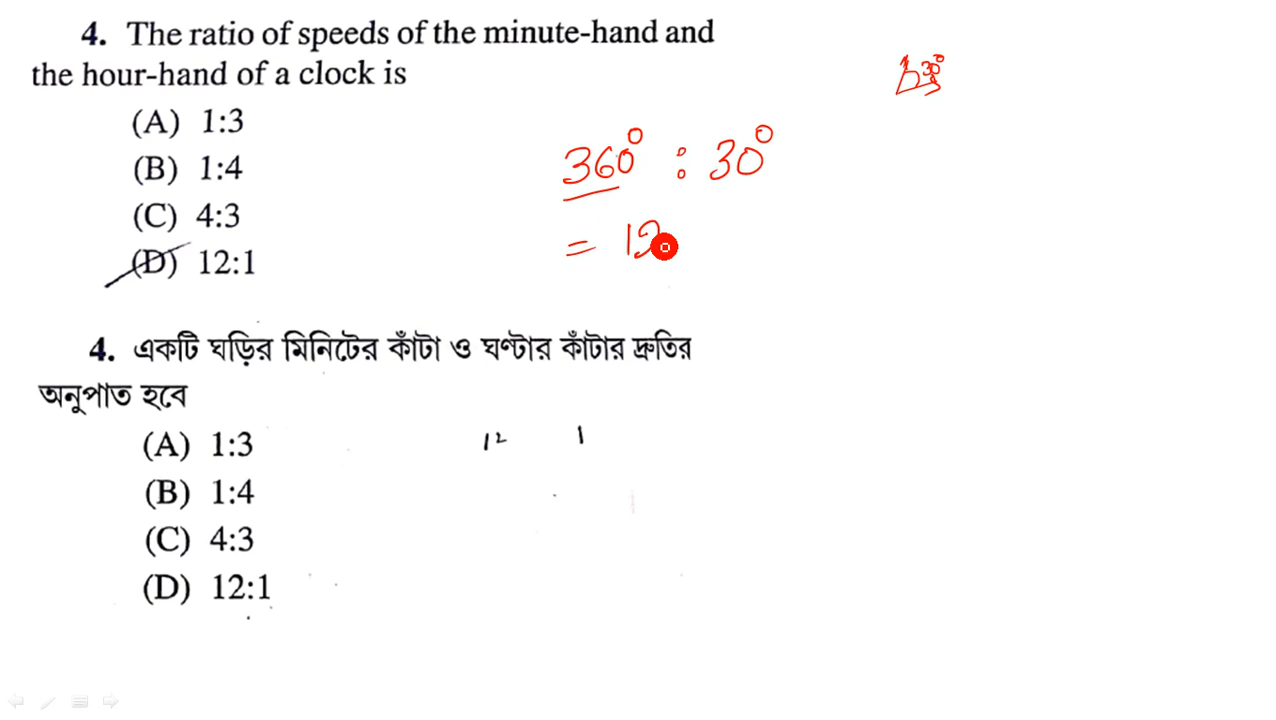 4. The ratio of speeds of the minute-hand and
the hour-hand of a clock is
(A) 1:3
(B) 1:4
(C) 4:3
(D) 12:1
30°
360° : 30°
= 12
4. একটি ঘড়ির মিনিটের কাঁটা ও ঘণ্টার কাঁটার দ্রুতির
অনুপাত হবে
(A) 1:3
(B) 1:4
(C) 4:3
(D) 12:1
12 1